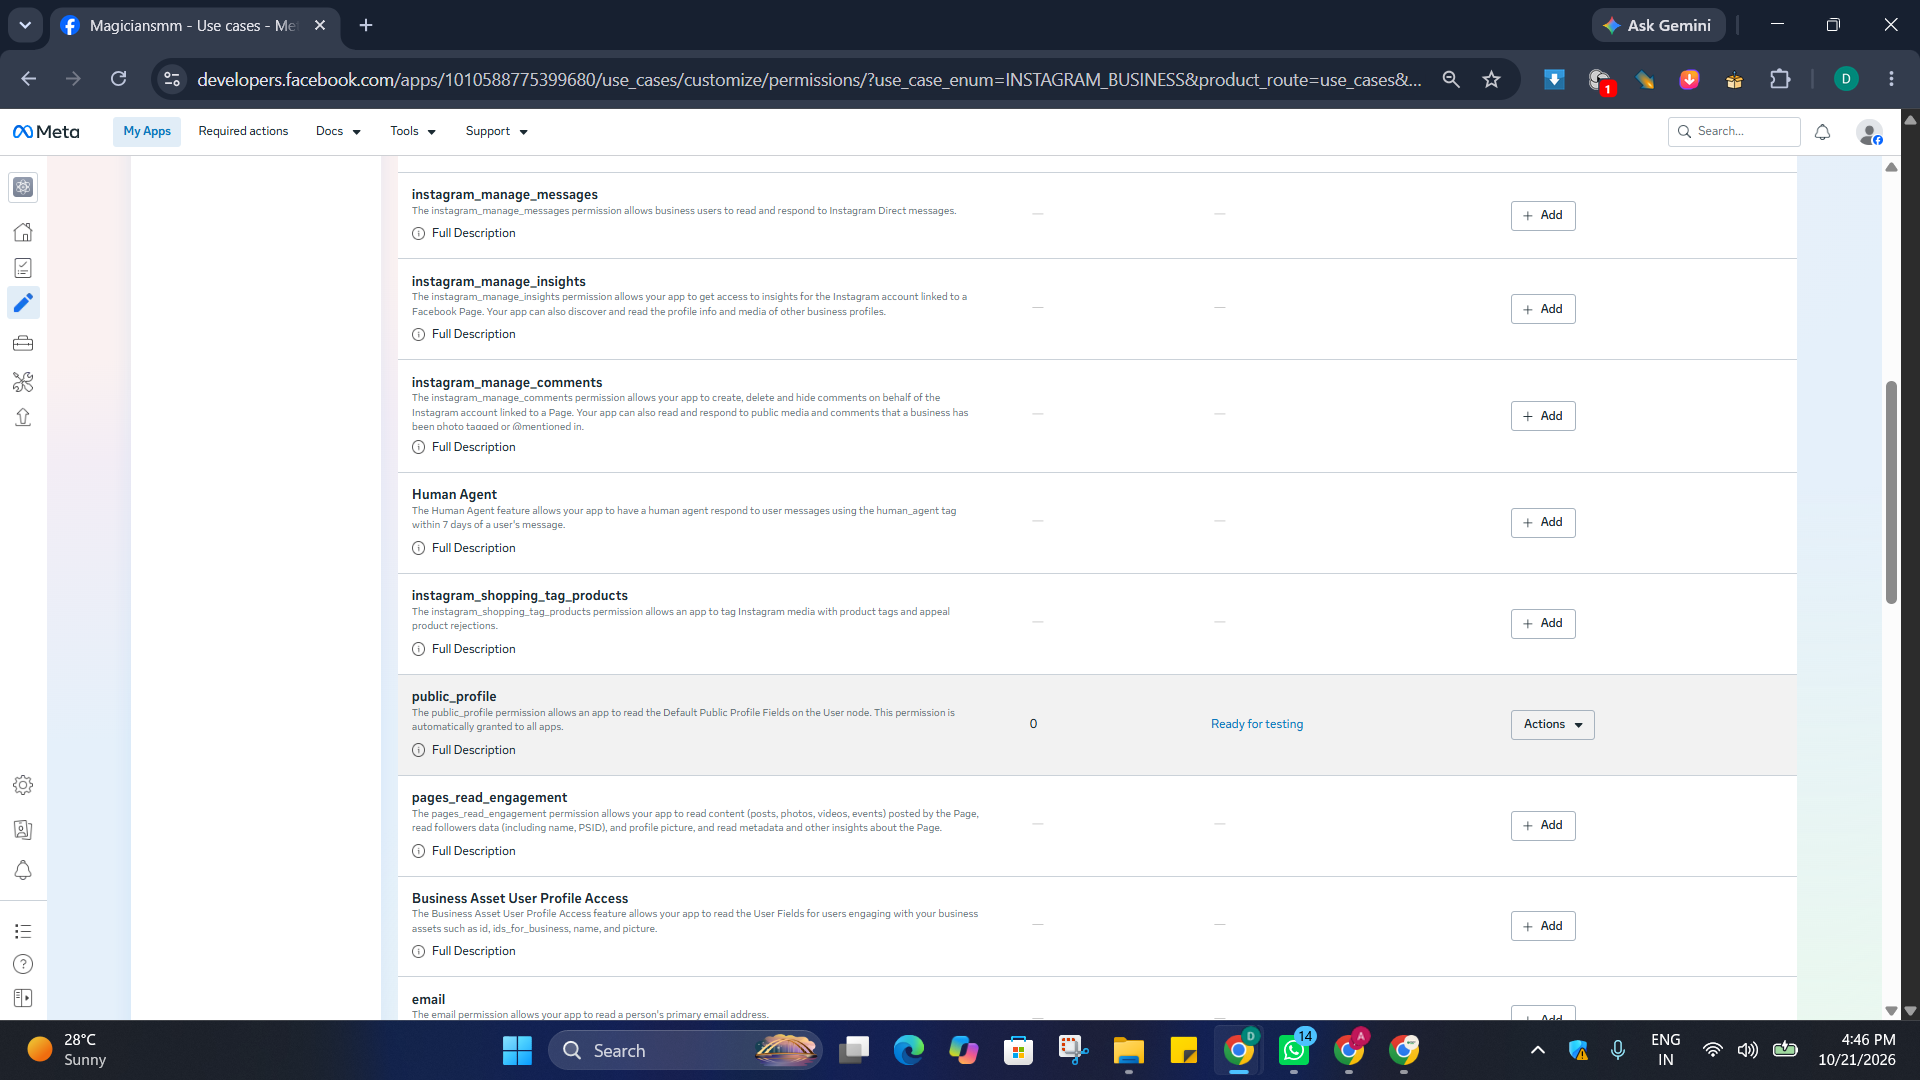 Magiciansmm - Use cases - Me
Ask Gemini
developers.facebook.com/apps/1010588775399680/use_cases/customize/permissions/?use_case_enum=INSTAGRAM_BUSINESS&product_route=use_cases&...
1
D
Meta
My Apps
Required actions
Docs
Tools
Support
Search...
instagram_manage_messages
The instagram_manage_messages permission allows business users to read and respond to Instagram Direct messages.
Full Description
— —
+ Add
instagram_manage_insights
The instagram_manage_insights permission allows your app to get access to insights for the Instagram account linked to a
Facebook Page. Your app can also discover and read the profile info and media of other business profiles.
Full Description
— —
+ Add
instagram_manage_comments
The instagram_manage_comments permission allows your app to create, delete and hide comments on behalf of the
Instagram account linked to a Page. Your app can also read and respond to public media and comments that a business has
been photo tagged or @mentioned in.
Full Description
— —
+ Add
Human Agent
The Human Agent feature allows your app to have a human agent respond to user messages using the human_agent tag
within 7 days of a user's message.
Full Description
— —
+ Add
instagram_shopping_tag_products
The instagram_shopping_tag_products permission allows an app to tag Instagram media with product tags and appeal
product rejections.
Full Description
— —
+ Add
public_profile
The public_profile permission allows an app to read the Default Public Profile Fields on the User node. This permission is
automatically granted to all apps.
Full Description
0
Ready for testing
Actions
pages_read_engagement
The pages_read_engagement permission allows your app to read content (posts, photos, videos, events) posted by the Page,
read followers data (including name, PSID), and profile picture, and read metadata and other insights about the Page.
Full Description
— —
+ Add
Business Asset User Profile Access
The Business Asset User Profile Access feature allows your app to read the User Fields for users engaging with your business
assets such as id, ids_for_business, name, and picture.
Full Description
— —
+ Add
email
The email permission allows your app to read a person's primary email address.
— —
Add
28°C
Sunny
Search
D
14
A
ENG
IN
4:46 PM
10/21/2026